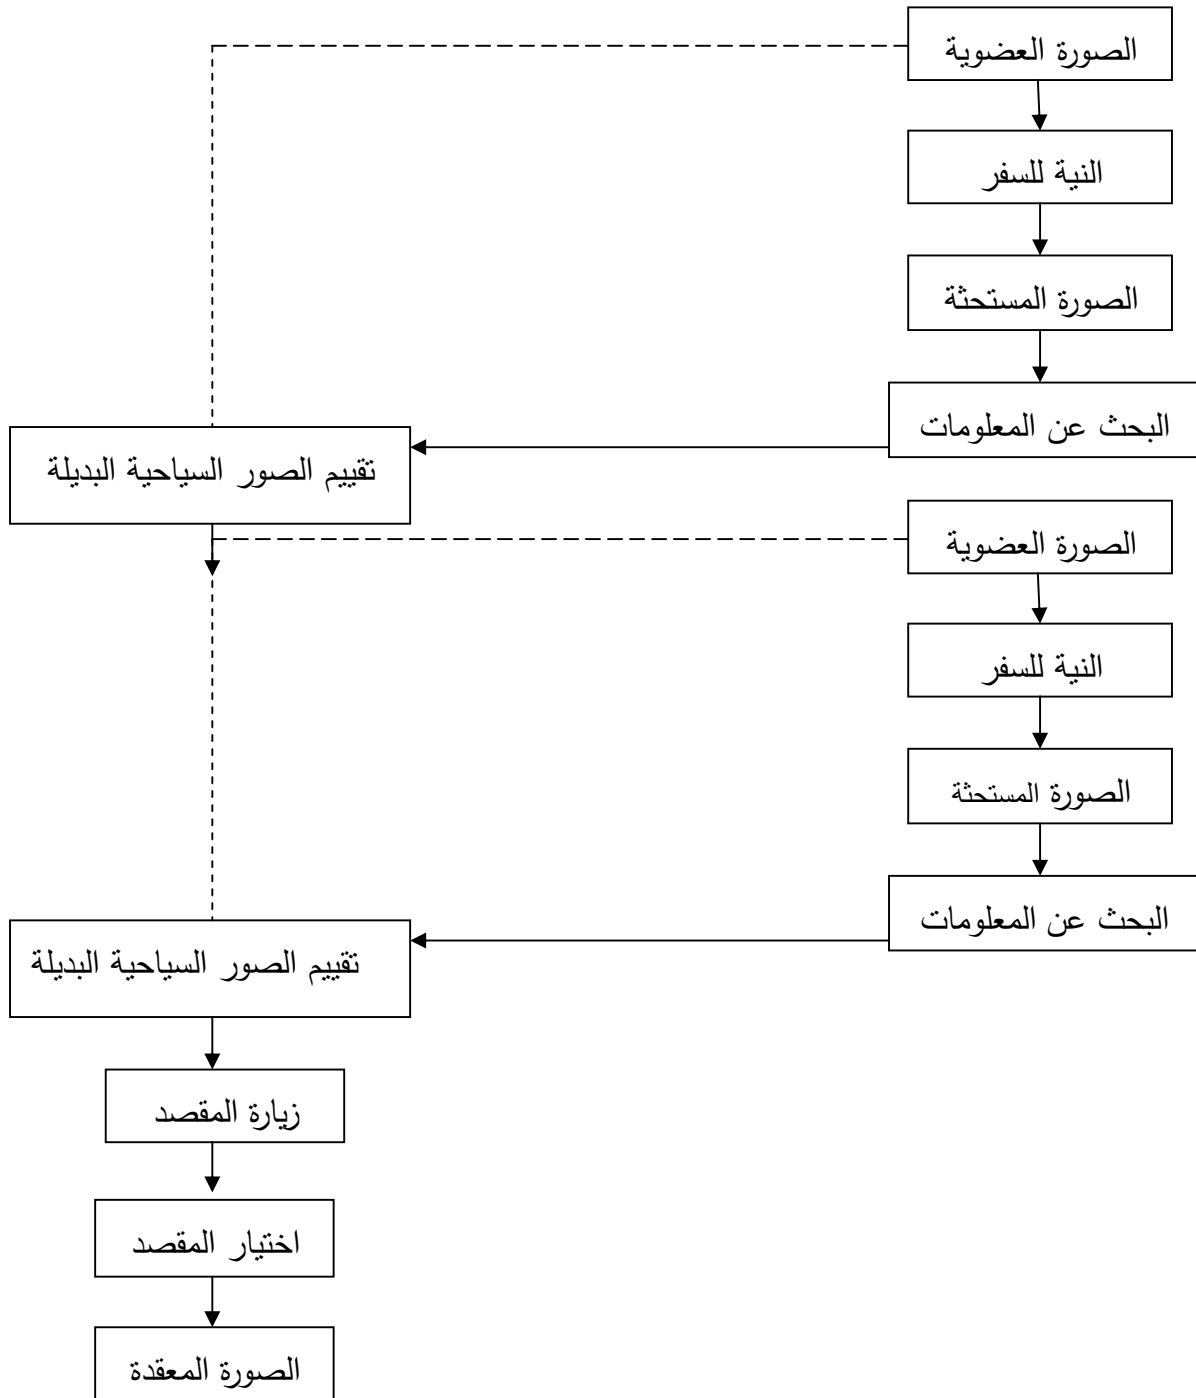 الصورة العضوية
النية للسفر
الصورة المستحثة
البحث عن المعلومات
تقييم الصور السياحية البديلة
الصورة العضوية
النية للسفر
الصورة المستحثة
البحث عن المعلومات
تقييم الصور السياحية البديلة
زيارة المقصد
اختيار المقصد
الصورة المعقدة